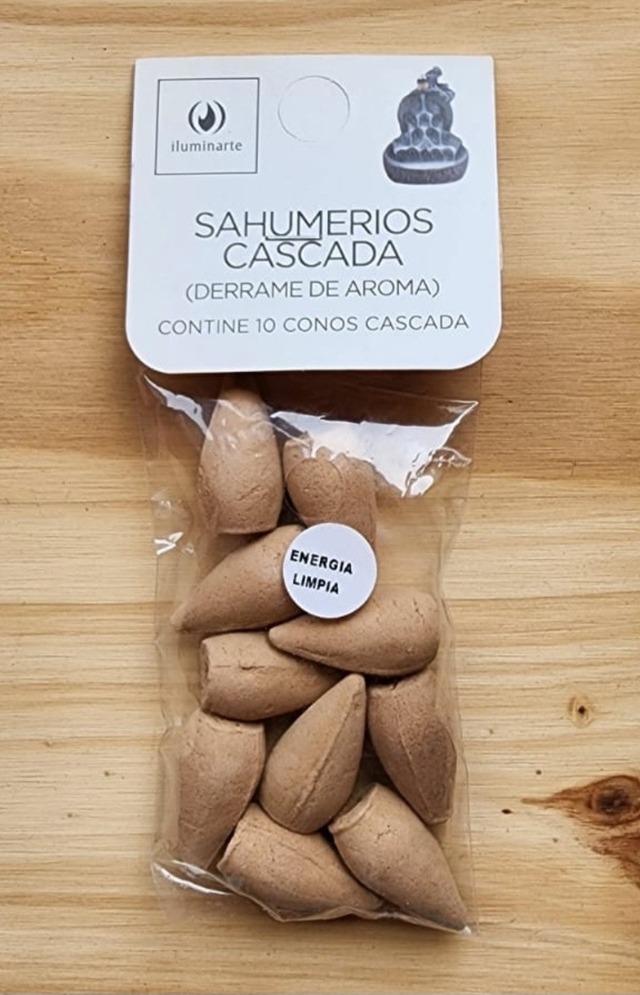 iluminarte
SAHUMERIOS
CASCADA
(DERRAME DE AROMA)
CONTINE 10 CONOS CASCADA
ENERGIA
LIMPIA